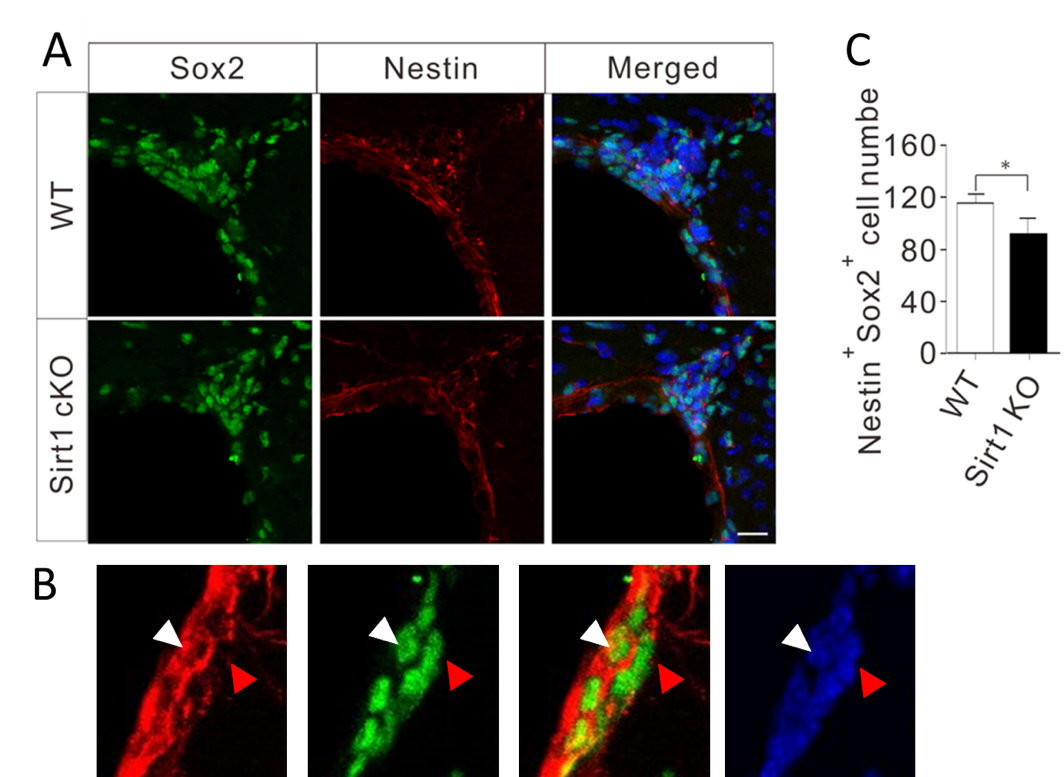 A
Sox2 Nestin Merged
WT
Sirt1 cKO
B
C
Nestin+ Sox2+ cell numbe
160
120
80
40
0
*
WT
Sirt1 KO